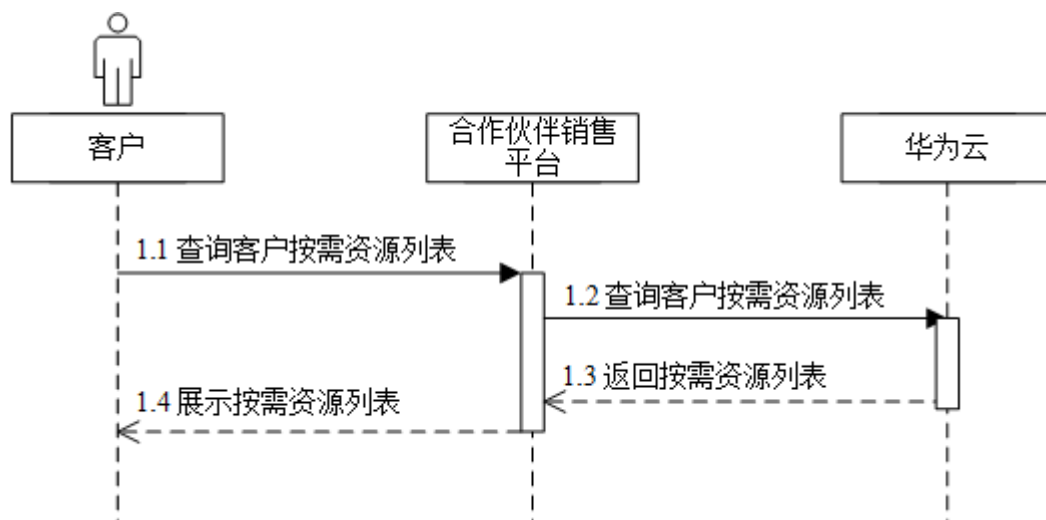 客户
合作伙伴销售
平台
华为云
1.1 查询客户按需资源列表
1.2 查询客户按需资源列表
1.3 返回按需资源列表
1.4 展示按需资源列表